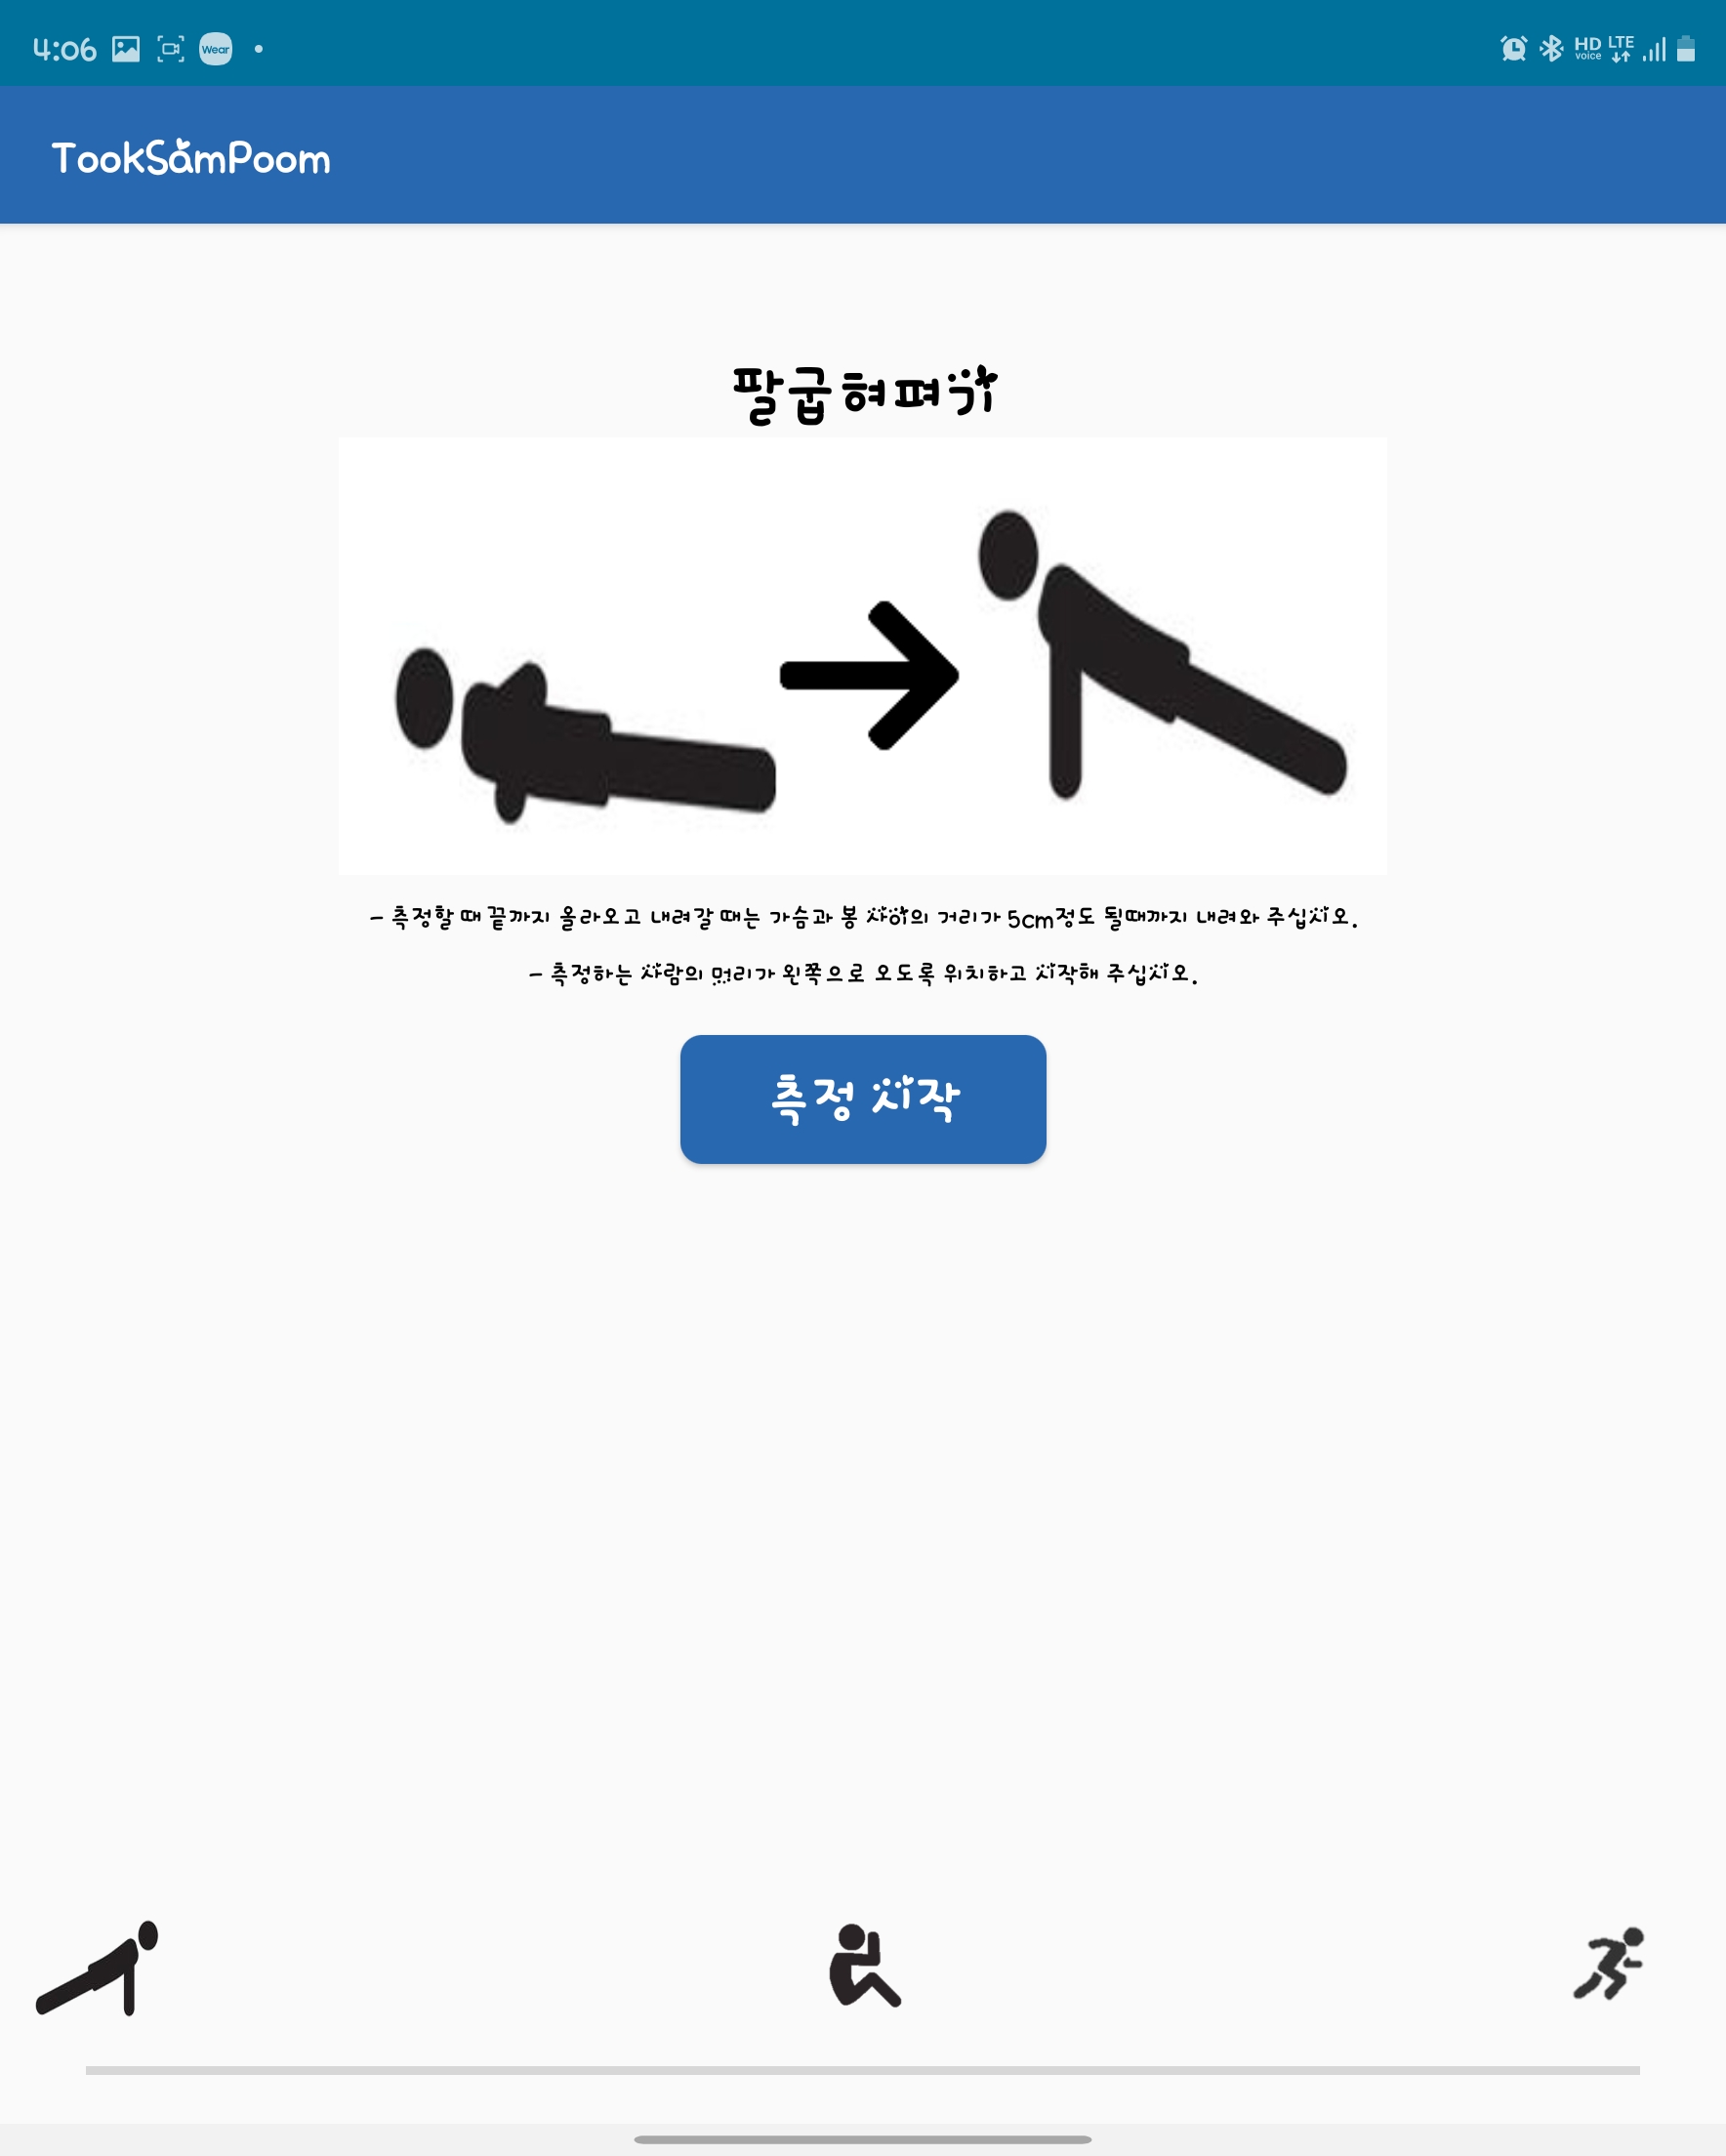 4:06 Wear HD voice LTE
TookSamPoom
팔굽혀펴기
- 측정할 때 끝까지 올라오고 내려갈 때는 가슴과 봉 사이의 거리가 5cm정도 될때까지 내려와 주십시오.
- 측정하는 사람의 머리가 왼쪽으로 오도록 위치하고 시작해 주십시오.
측정 시작